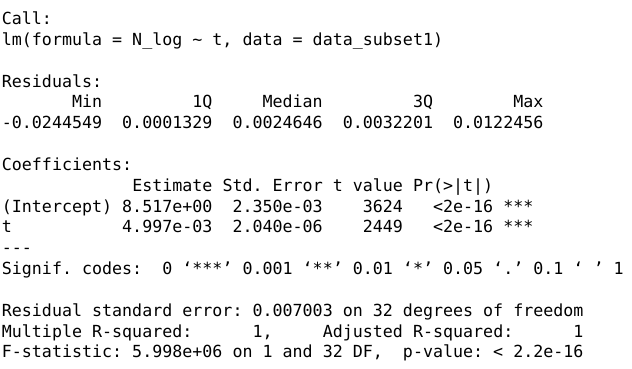 Call:
lm(formula = N_log ~ t, data = data_subset1)
Residuals:
Min 1Q Median 3Q Max
-0.0244549 0.0001329 0.0024646 0.0032201 0.0122456
Coefficients:
Estimate Std. Error t value Pr(>|t|)
(Intercept) 8.517e+00 2.350e-03 3624 <2e-16 ***
t 4.997e-03 2.040e-06 2449 <2e-16 ***
---
Signif. codes: 0 ‘***’ 0.001 ‘**’ 0.01 ‘*’ 0.05 ‘.’ 0.1 ‘ ’ 1
Residual standard error: 0.007003 on 32 degrees of freedom
Multiple R-squared: 1, Adjusted R-squared: 1
F-statistic: 5.998e+06 on 1 and 32 DF, p-value: < 2.2e-16